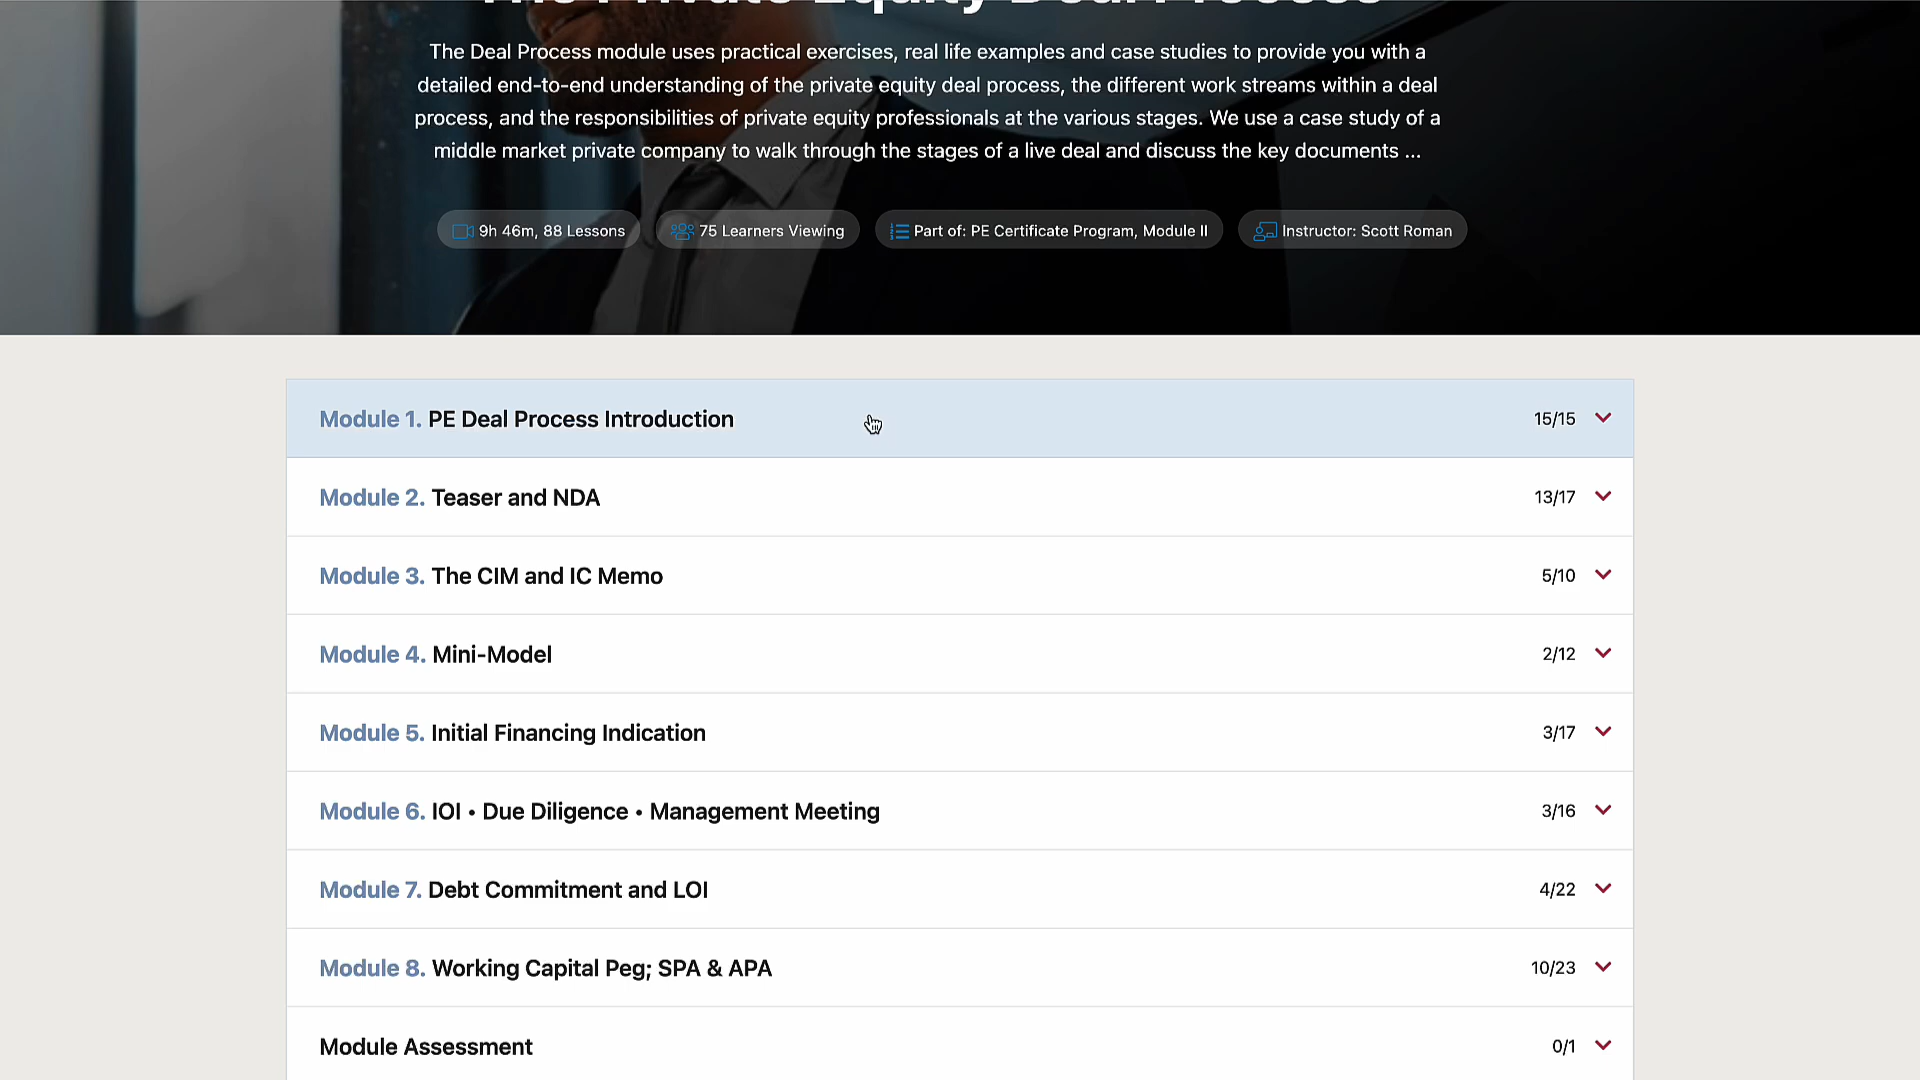 The Private Equity Deal Process
The Deal Process module uses practical exercises, real life examples and case studies to provide you with a
detailed end-to-end understanding of the private equity deal process, the different work streams within a deal
process, and the responsibilities of private equity professionals at the various stages. We use a case study of a
middle market private company to walk through the stages of a live deal and discuss the key documents ...
9h 46m, 88 Lessons
75 Learners Viewing
Part of: PE Certificate Program, Module II
Instructor: Scott Roman
Module 1. PE Deal Process Introduction 15/15
Module 2. Teaser and NDA 13/17
Module 3. The CIM and IC Memo 5/10
Module 4. Mini-Model 2/12
Module 5. Initial Financing Indication 3/17
Module 6. IOI • Due Diligence • Management Meeting 3/16
Module 7. Debt Commitment and LOI 4/22
Module 8. Working Capital Peg; SPA & APA 10/23
Module Assessment 0/1